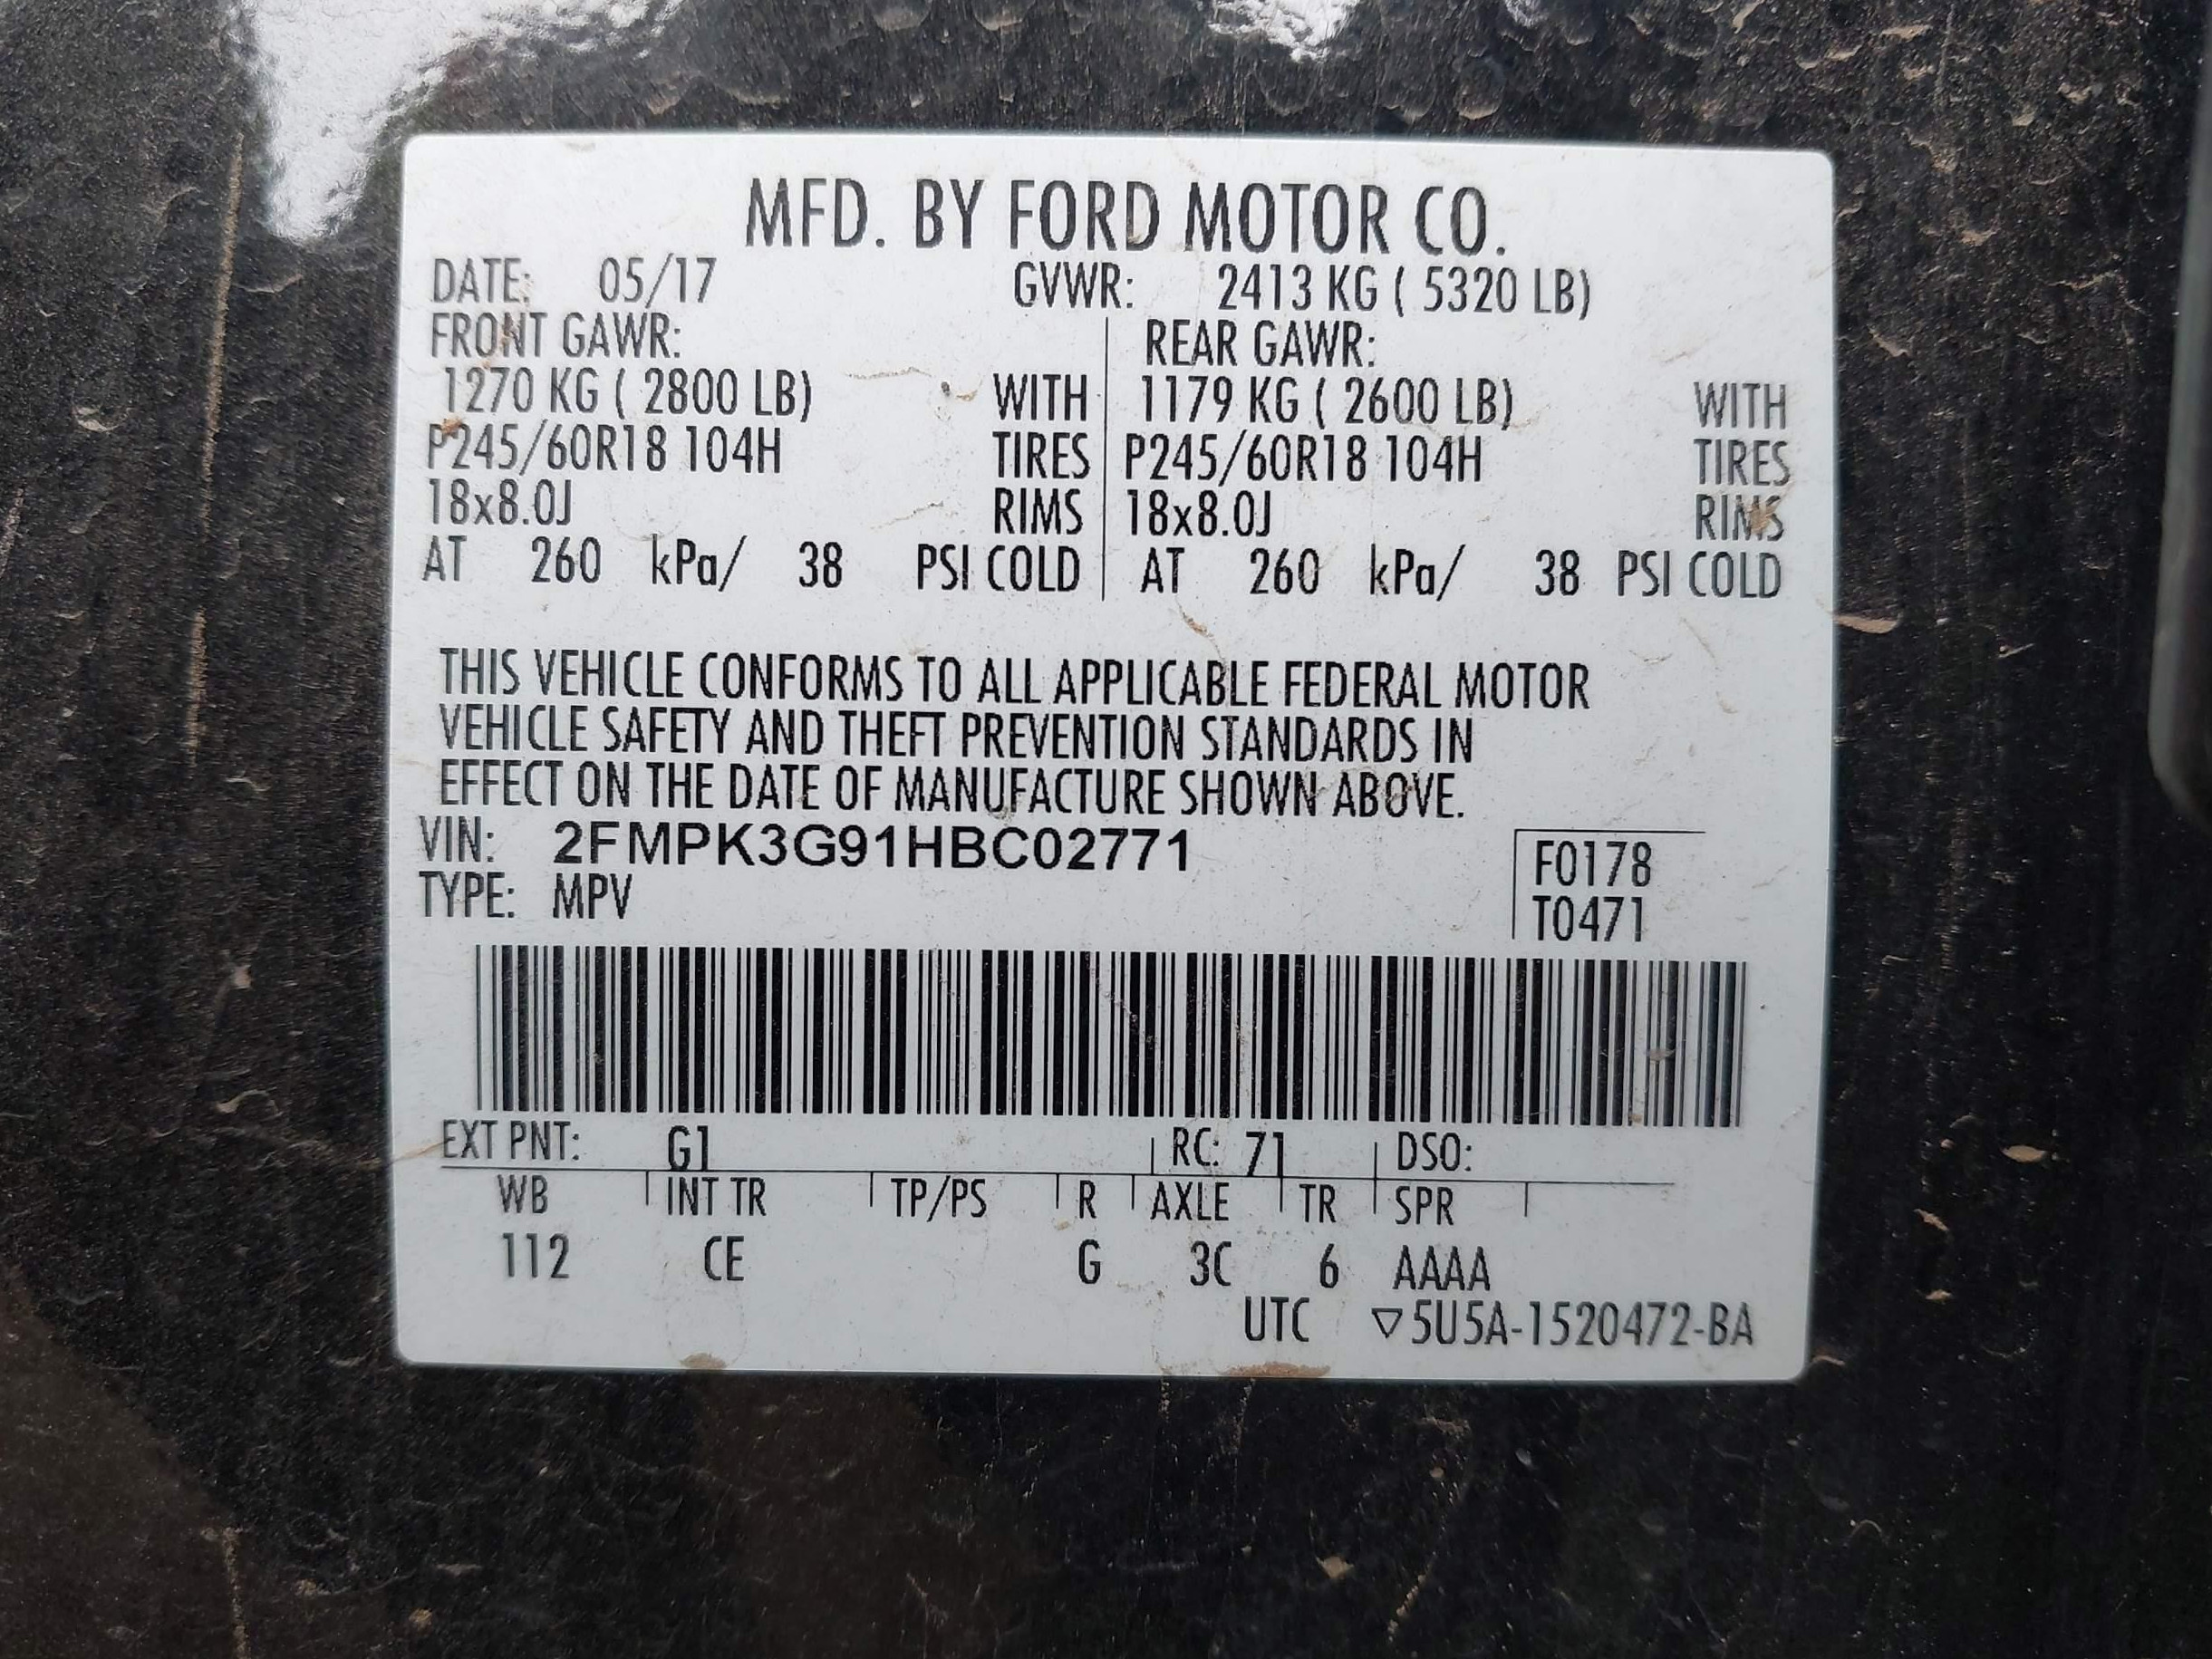 MFD. BY FORD MOTOR CO.
DATE: 05/17 GVWR: 2413 KG ( 5320 LB)
FRONT GAWR: REAR GAWR:
1270 KG ( 2800 LB) WITH 1179 KG ( 2600 LB) WITH
P245/60R18 104H TIRES P245/60R18 104H TIRES
18x8.0J RIMS 18x8.0J RIMS
AT 260 kPa/ 38 PSI COLD AT 260 kPa/ 38 PSI COLD
THIS VEHICLE CONFORMS TO ALL APPLICABLE FEDERAL MOTOR
VEHICLE SAFETY AND THEFT PREVENTION STANDARDS IN
EFFECT ON THE DATE OF MANUFACTURE SHOWN ABOVE.
VIN: 2FMPK3G91HBC02771 F0178
TYPE: MPV T0471
EXT PNT: G1 RC: 71 DSO:
WB INT TR TP/PS R AXLE TR SPR
112 CE G 3C 6 AAAA
UTC ▽5U5A-1520472-BA